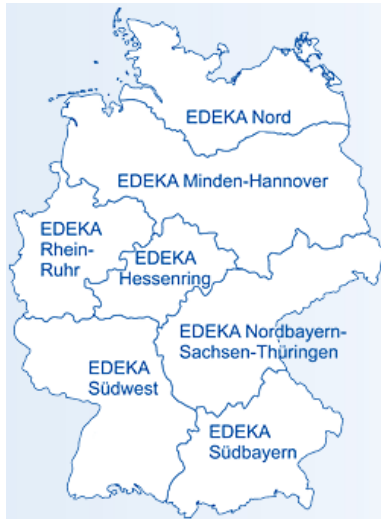 EDEKA Nord
EDEKA Minden-Hannover
EDEKA
Rhein-
Ruhr
EDEKA
Hessenring
EDEKA Nordbayern-
Sachsen-Thüringen
EDEKA
Südwest
EDEKA
Südbayern